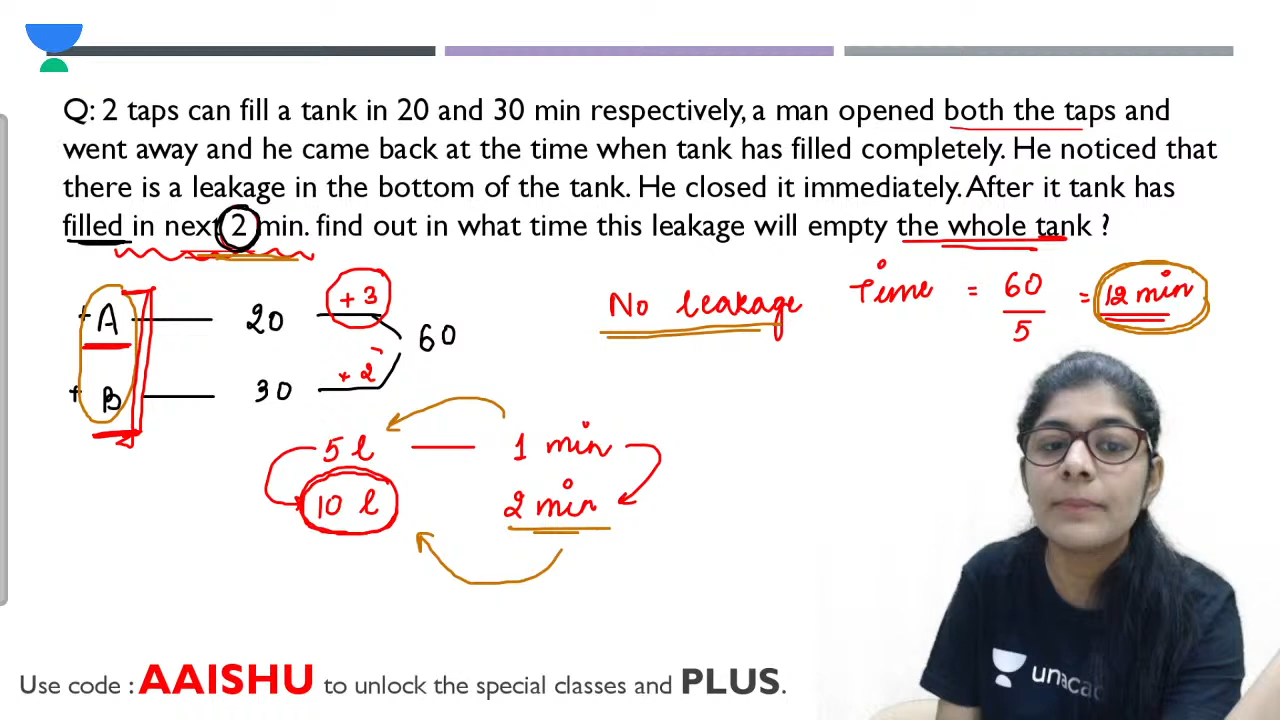 Q: 2 taps can fill a tank in 20 and 30 min respectively, a man opened both the taps and
went away and he came back at the time when tank has filled completely. He noticed that
there is a leakage in the bottom of the tank. He closed it immediately. After it tank has
filled in next 2 min. find out in what time this leakage will empty the whole tank ?
No leakage Time = 60/5 = 12 min
+ A 20 +3
60
+ B 30 +2
5 l — 1 min
10 l 2 min
unacad
Use code : AAISHU to unlock the special classes and PLUS.